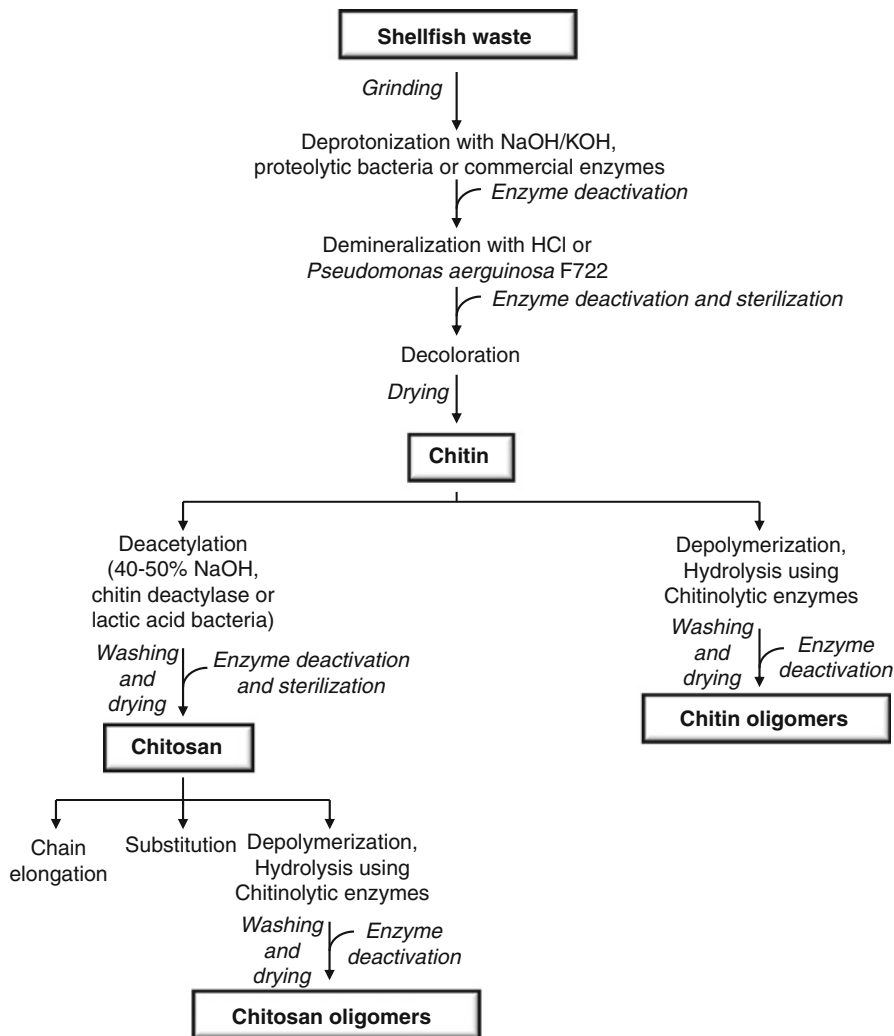 Shellfish waste
Grinding
Deprotonization with NaOH/KOH,
proteolytic bacteria or commercial enzymes
Enzyme deactivation
Demineralization with HCl or
Pseudomonas aerguinosa F722
Enzyme deactivation and sterilization
Decoloration
Drying
Chitin
Deacetylation
(40-50% NaOH,
chitin deactylase or
lactic acid bacteria)
Washing
and
drying
Enzyme deactivation
and sterilization
Chitosan
Depolymerization,
Hydrolysis using
Chitinolytic enzymes
Washing
and
drying
Enzyme
deactivation
Chitin oligomers
Chain
elongation
Substitution
Depolymerization,
Hydrolysis using
Chitinolytic enzymes
Washing
and
drying
Enzyme
deactivation
Chitosan oligomers